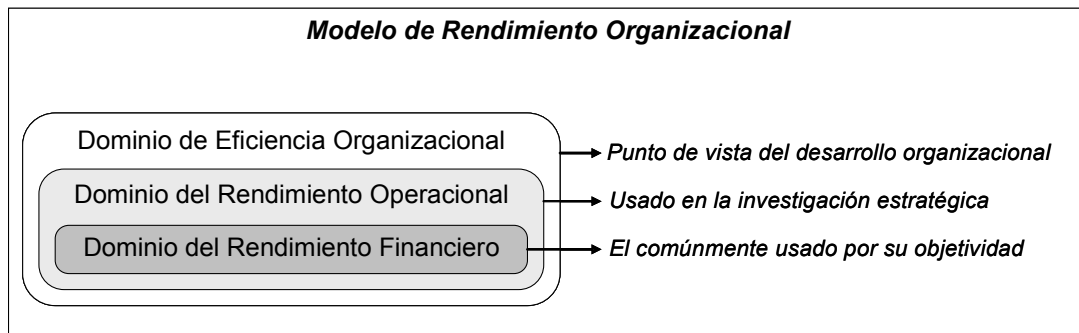 Modelo de Rendimiento Organizacional
Dominio de Eficiencia Organizacional
Punto de vista del desarrollo organizacional
Dominio del Rendimiento Operacional
Usado en la investigación estratégica
Dominio del Rendimiento Financiero
El comúnmente usado por su objetividad